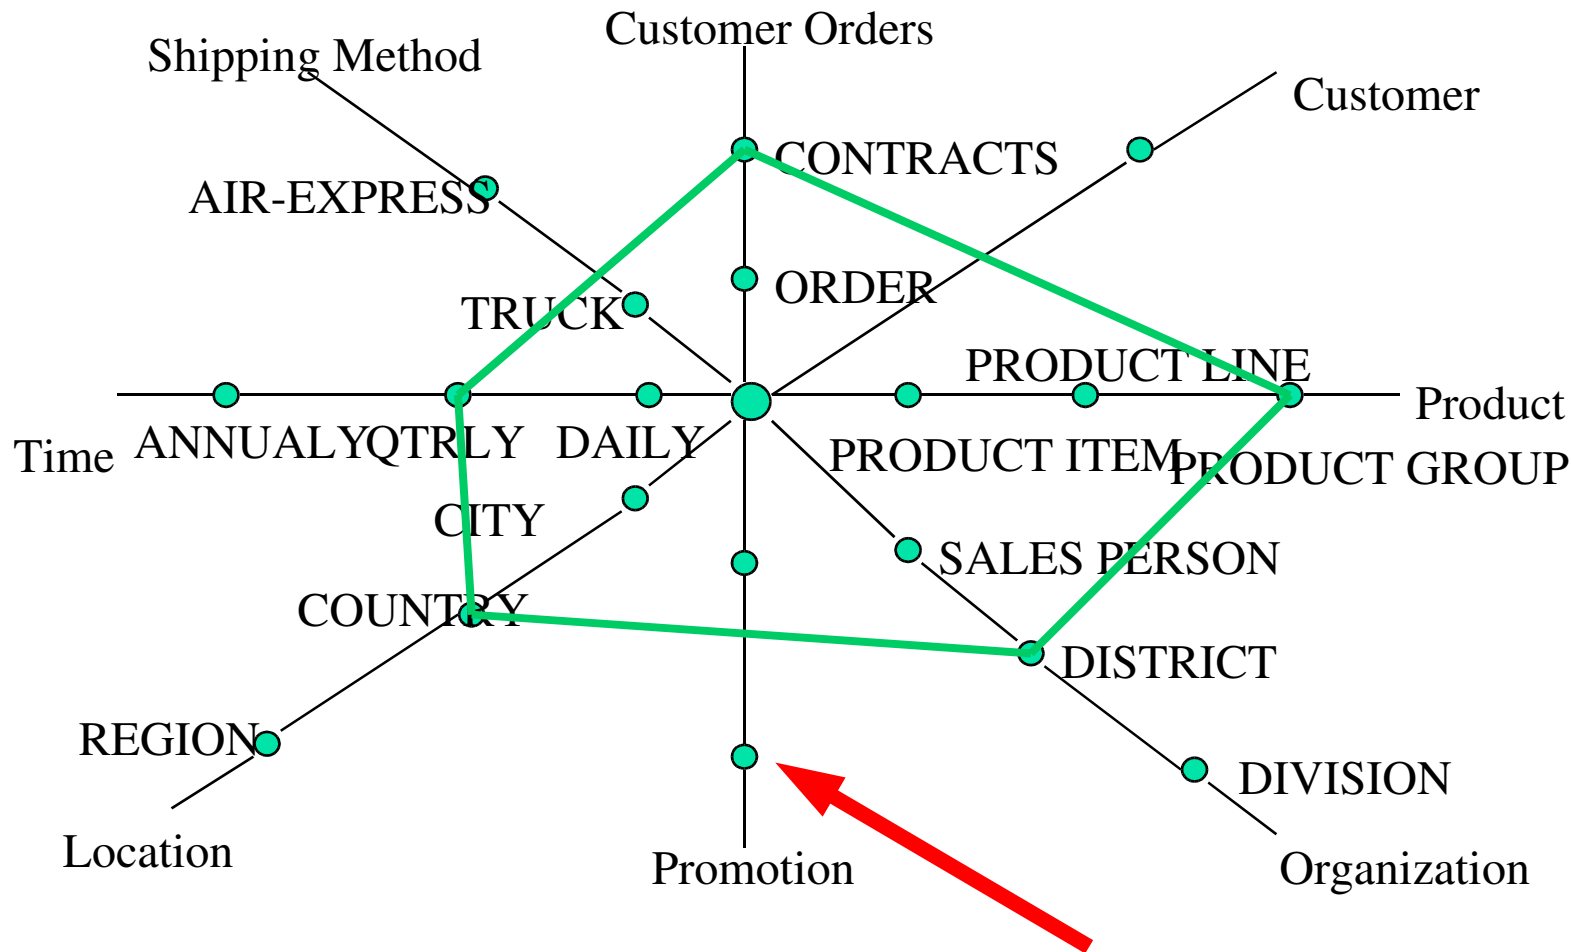 Customer Orders
Shipping Method
Customer
CONTRACTS
AIR-EXPRESS
ORDER
TRUCK
PRODUCT LINE
Product
Time
ANNUALY
QTRLY
DAILY
PRODUCT ITEM
PRODUCT GROUP
CITY
SALES PERSON
COUNTRY
DISTRICT
REGION
DIVISION
Location
Promotion
Organization